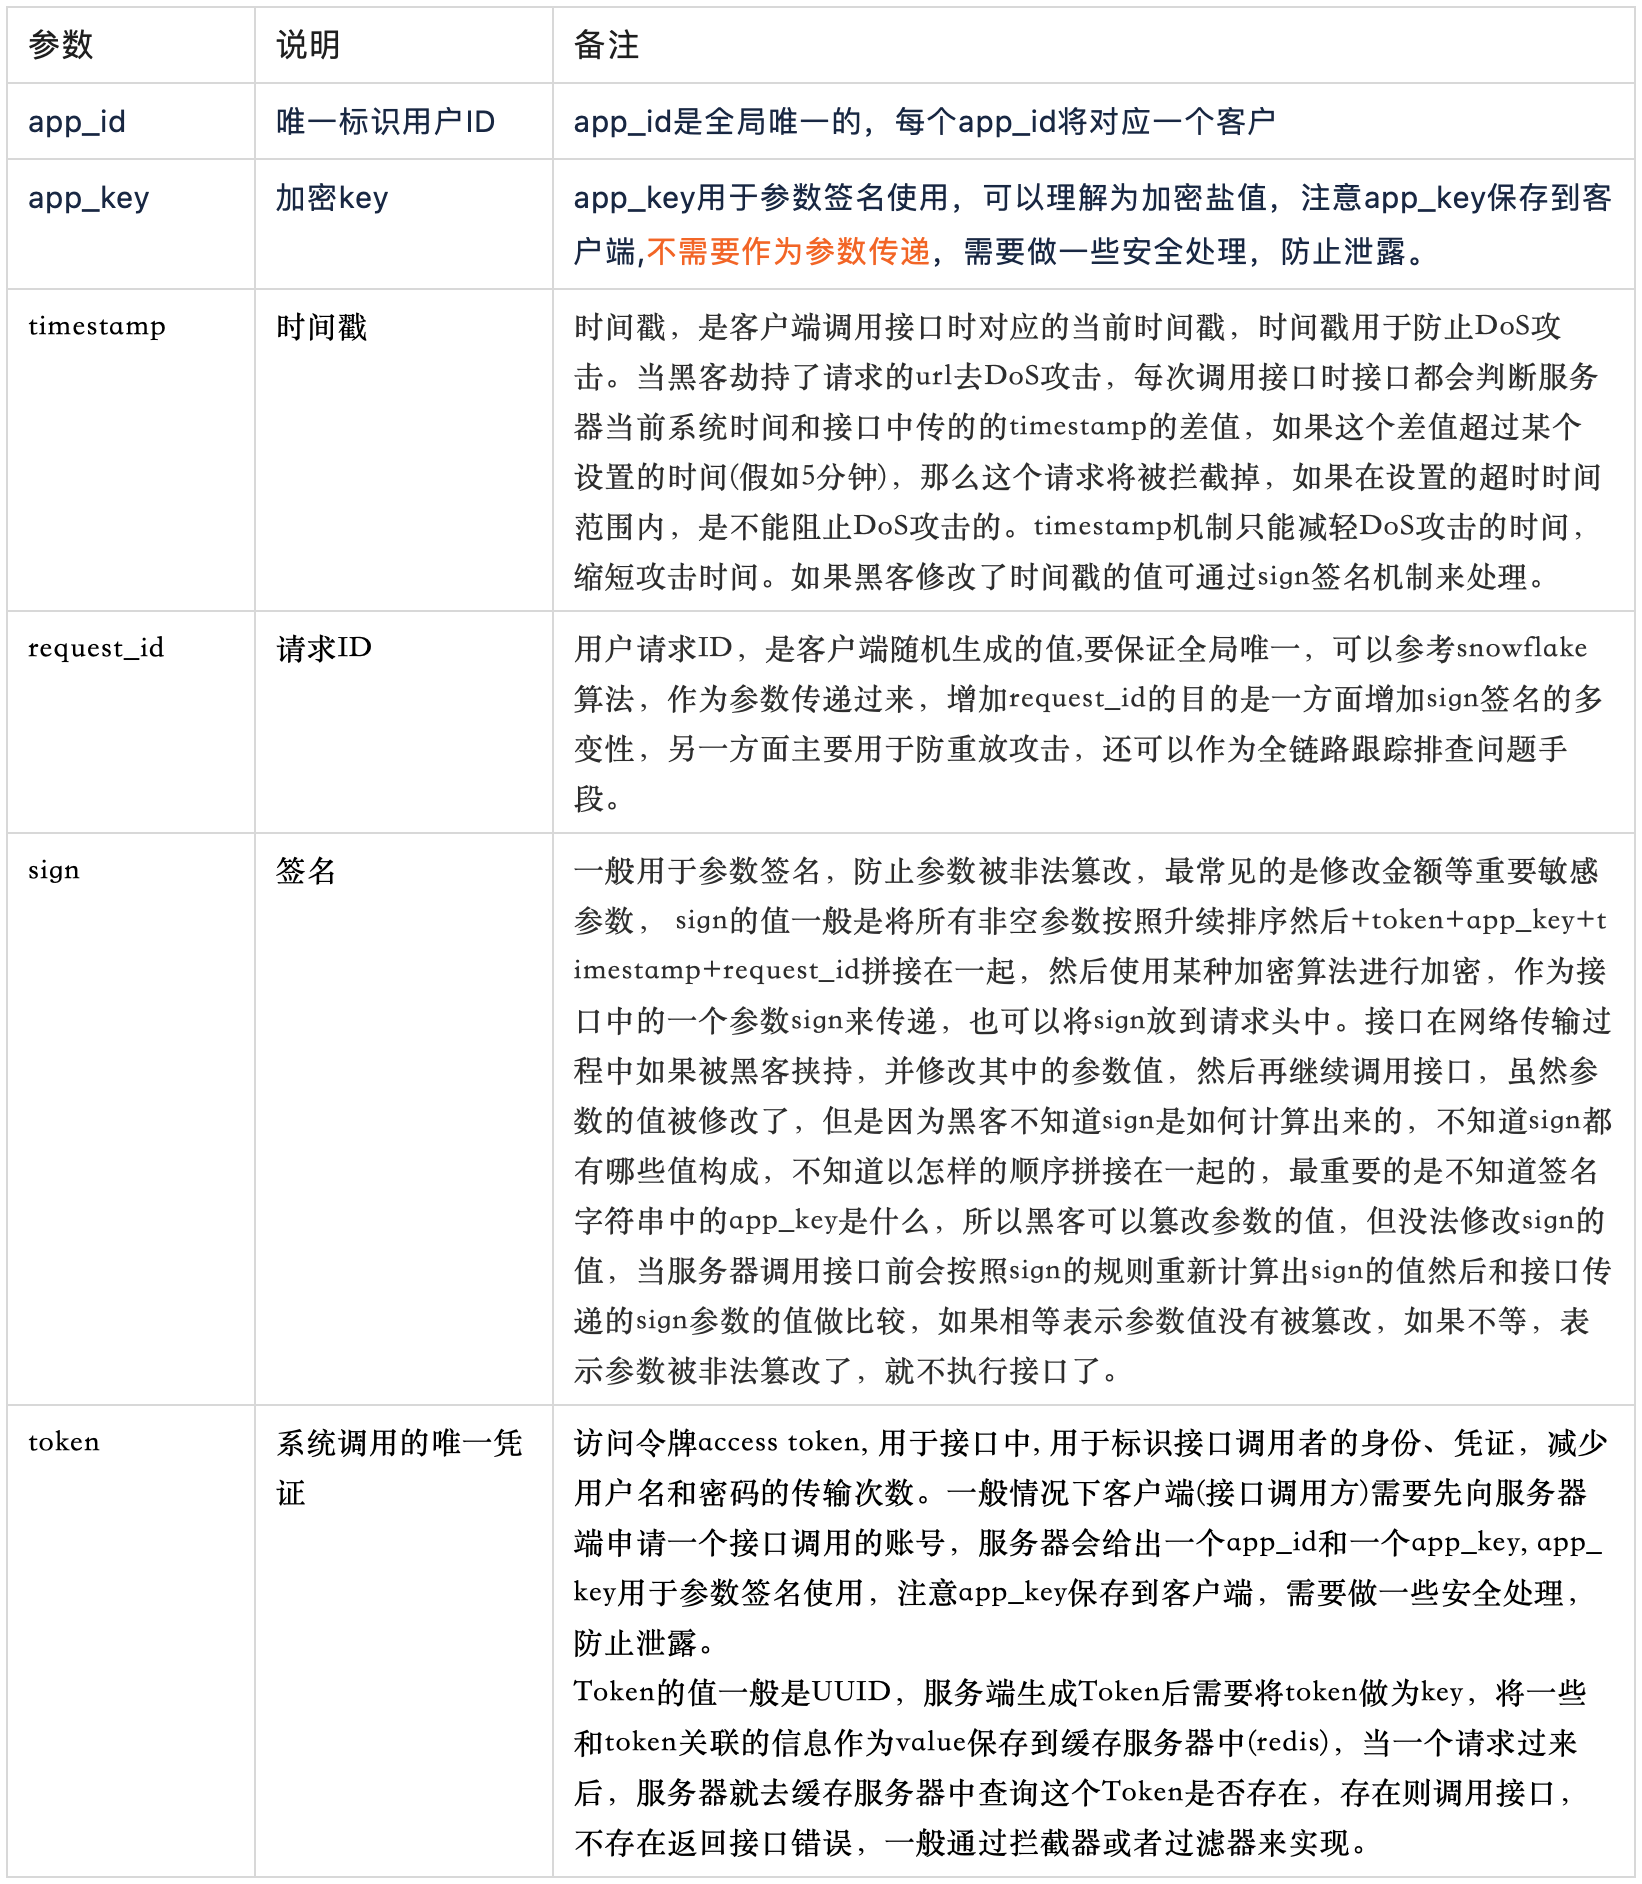 参数
说明
备注
app_id
唯一标识用户ID
app_id是全局唯一的，每个app_id将对应一个客户
app_key
加密key
app_key用于参数签名使用，可以理解为加密盐值，注意app_key保存到客
户端,不需要作为参数传递，需要做一些安全处理，防止泄露。
timestamp
时间戳
时间戳，是客户端调用接口时对应的当前时间戳，时间戳用于防止DoS攻
击。当黑客劫持了请求的url去DoS攻击，每次调用接口时接口都会判断服务
器当前系统时间和接口中传的的timestamp的差值，如果这个差值超过某个
设置的时间(假如5分钟)，那么这个请求将被拦截掉，如果在设置的超时时间
范围内，是不能阻止DoS攻击的。timestamp机制只能减轻DoS攻击的时间，
缩短攻击时间。如果黑客修改了时间戳的值可通过sign签名机制来处理。
request_id
请求ID
用户请求ID，是客户端随机生成的值,要保证全局唯一，可以参考snowflake
算法，作为参数传递过来，增加request_id的目的是一方面增加sign签名的多
变性，另一方面主要用于防重放攻击，还可以作为全链路跟踪排查问题手
段。
sign
签名
一般用于参数签名，防止参数被非法篡改，最常见的是修改金额等重要敏感
参数， sign的值一般是将所有非空参数按照升续排序然后+token+app_key+t
imestamp+request_id拼接在一起，然后使用某种加密算法进行加密，作为接
口中的一个参数sign来传递，也可以将sign放到请求头中。接口在网络传输过
程中如果被黑客挟持，并修改其中的参数值，然后再继续调用接口，虽然参
数的值被修改了，但是因为黑客不知道sign是如何计算出来的，不知道sign都
有哪些值构成，不知道以怎样的顺序拼接在一起的，最重要的是不知道签名
字符串中的app_key是什么，所以黑客可以篡改参数的值，但没法修改sign的
值，当服务器调用接口前会按照sign的规则重新计算出sign的值然后和接口传
递的sign参数的值做比较，如果相等表示参数值没有被篡改，如果不等，表
示参数被非法篡改了，就不执行接口了。
token
系统调用的唯一凭
证
访问令牌access token, 用于接口中, 用于标识接口调用者的身份、凭证，减少
用户名和密码的传输次数。一般情况下客户端(接口调用方)需要先向服务器
端申请一个接口调用的账号，服务器会给出一个app_id和一个app_key, app_
key用于参数签名使用，注意app_key保存到客户端，需要做一些安全处理，
防止泄露。
Token的值一般是UUID，服务端生成Token后需要将token做为key，将一些
和token关联的信息作为value保存到缓存服务器中(redis)，当一个请求过来
后，服务器就去缓存服务器中查询这个Token是否存在，存在则调用接口，
不存在返回接口错误，一般通过拦截器或者过滤器来实现。